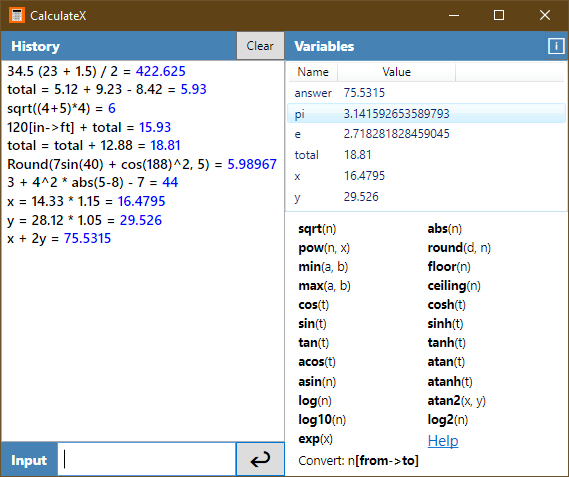 CalculateX
History
Clear
34.5 (23 + 1.5) / 2 = 422.625
total = 5.12 + 9.23 - 8.42 = 5.93
sqrt((4+5)*4) = 6
120[in->ft] + total = 15.93
total = total + 12.88 = 18.81
Round(7sin(40) + cos(188)^2, 5) = 5.98967
3 + 4^2 * abs(5-8) - 7 = 44
x = 14.33 * 1.15 = 16.4795
y = 28.12 * 1.05 = 29.526
x + 2y = 75.5315
Input
Variables
i
Name Value
answer 75.5315
pi 3.141592653589793
e 2.718281828459045
total 18.81
x 16.4795
y 29.526
sqrt(n) abs(n)
pow(n, x) round(d, n)
min(a, b) floor(n)
max(a, b) ceiling(n)
cos(t) cosh(t)
sin(t) sinh(t)
tan(t) tanh(t)
acos(t) atan(t)
asin(n) atanh(t)
log(n) atan2(x, y)
log10(n) log2(n)
exp(x) Help
Convert: n[from->to]